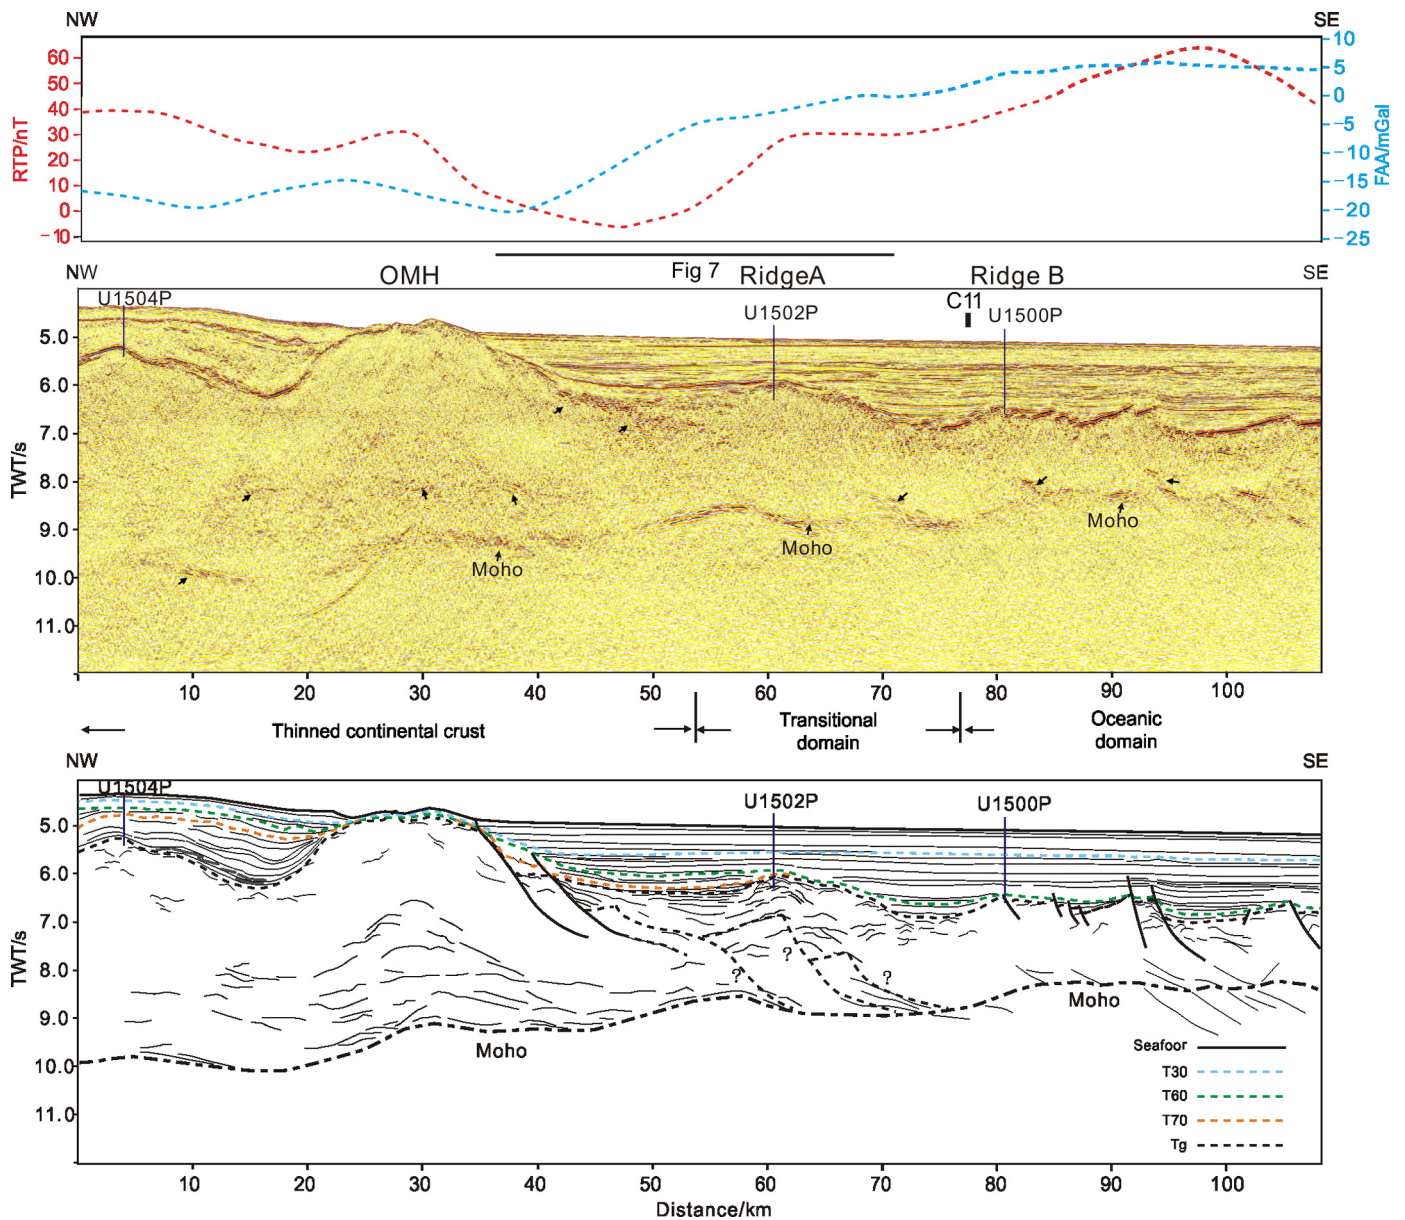 NW SE
60
50
40
30
20
10
0
−10
RTP/nT
10
5
0
−5
−10
−15
−20
−25
FAA/mGal
Fig 7
NW OMH RidgeA Ridge B SE
U1504P U1502P C11 U1500P
5.0
6.0
7.0
8.0
9.0
10.0
11.0
TWT/s
Moho
Moho
Moho
10 20 30 40 50 60 70 80 90 100
Thinned continental crust
Transitional
domain
Oceanic
domain
NW SE
U1504P U1502P U1500P
5.0
6.0
7.0
8.0
9.0
10.0
11.0
TWT/s
? ? ?
Moho
Moho
Seafoor
T30
T60
T70
Tg
10 20 30 40 50 60 70 80 90 100
Distance/km